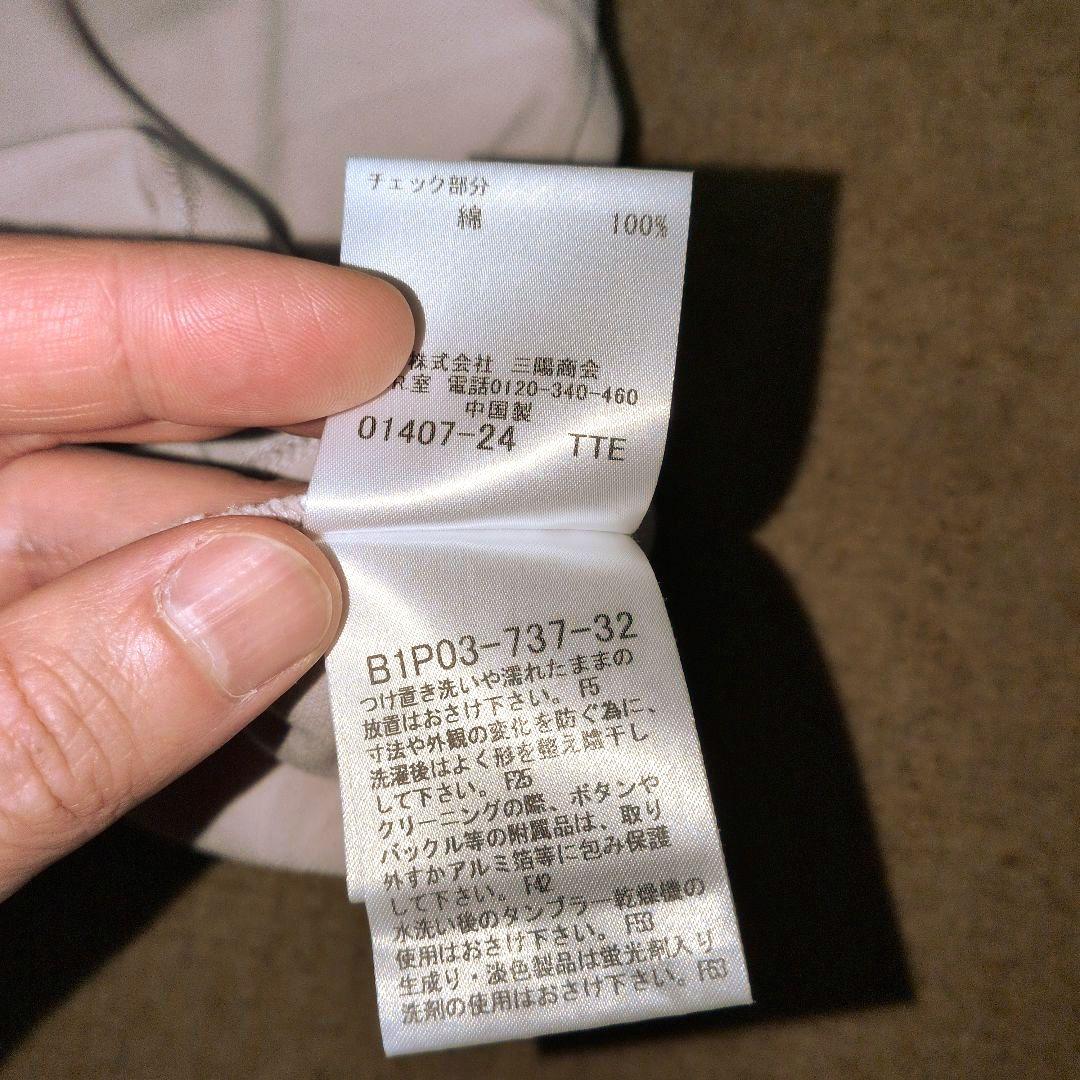 チェック部分
綿 100%
株式会社 三陽商会
R室 電話0120-340-460
中国製
01407-24 TTE
B1P03-737-32
つけ置き洗いや濡れたままの
放置はおさけ下さい。 F5
寸法や外観の変化を防ぐ為に、
洗濯後はよく形を整え陰干し
して下さい。 F25
クリーニングの際、ボタンや
バックル等の附属品は、取り
外すかアルミ箔等に包み保護
して下さい。 F42
水洗い後のタンブラー乾燥機の
使用はおさけ下さい。 F53
生成り・淡色製品は蛍光剤入り
洗剤の使用はおさけ下さい。F63